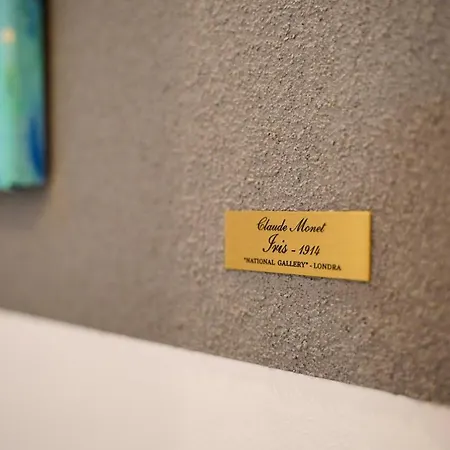 Claude Monet
Iris - 1914
"NATIONAL GALLERY" - LONDRA